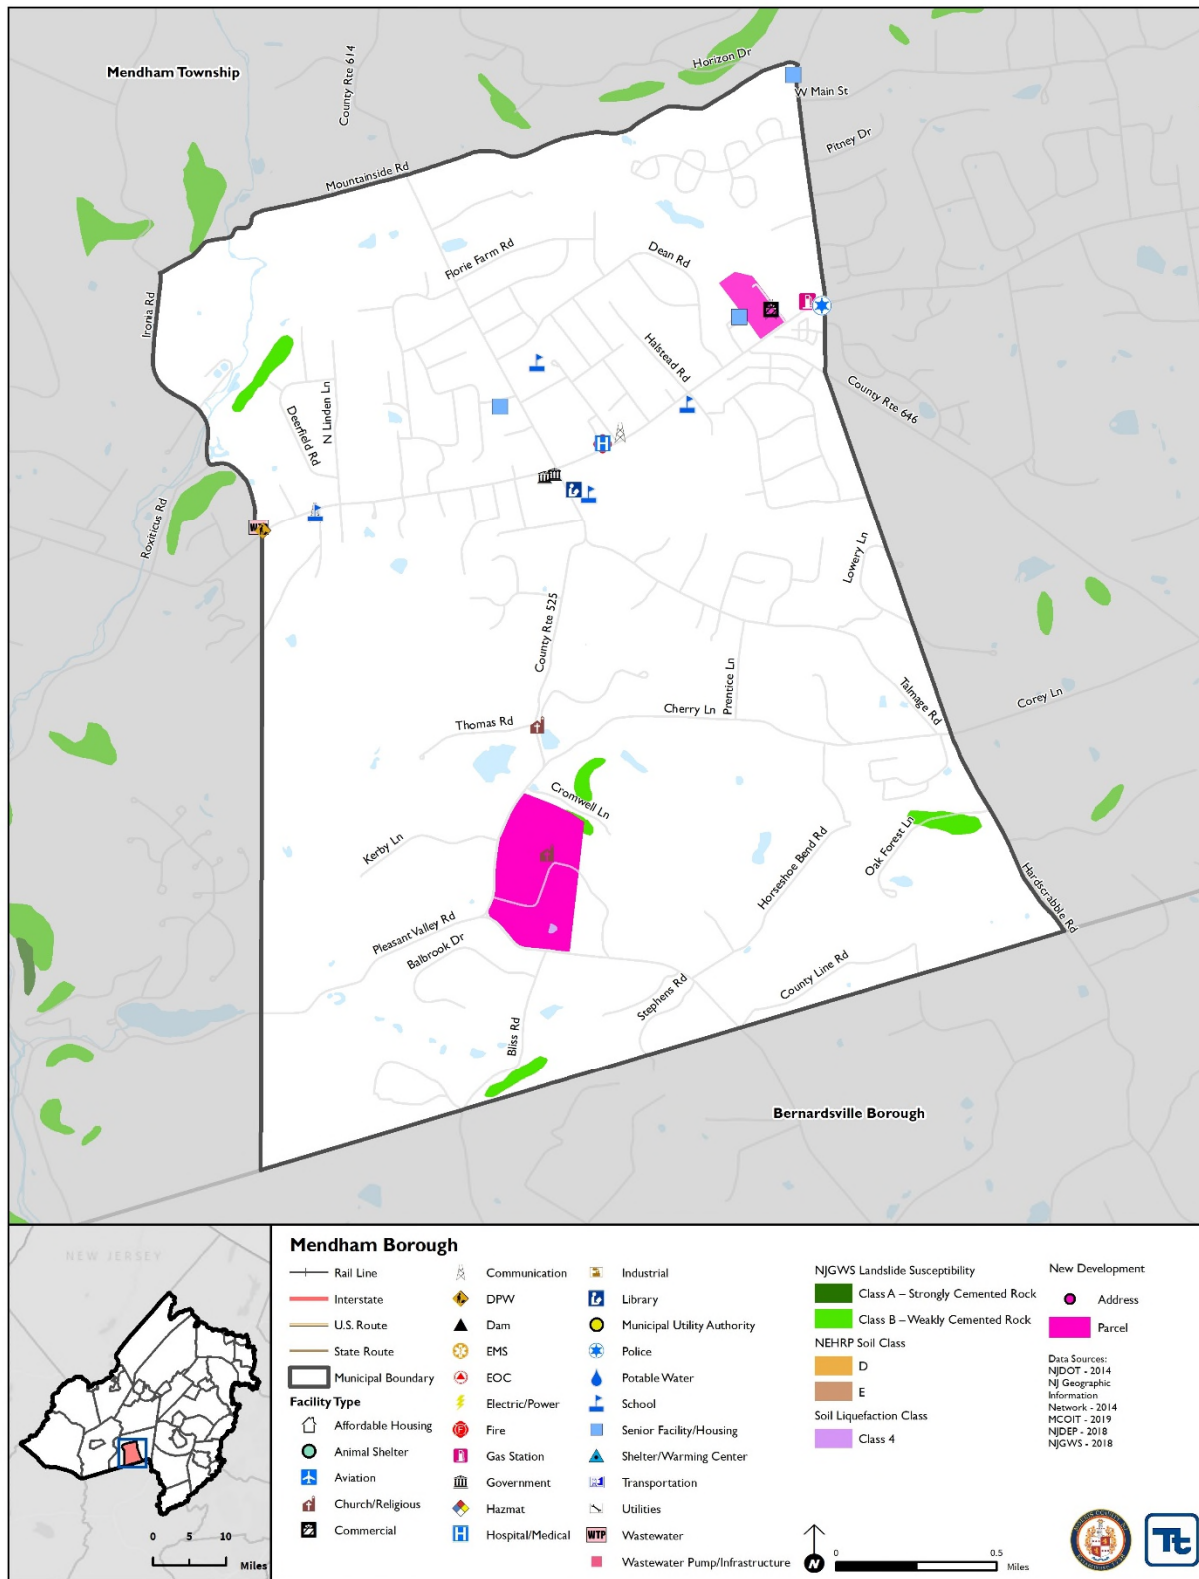 Mendham Township
County Rte 614
Horizon Dr
W Main St
Pitney Dr
Mountainside Rd
Florie Farm Rd
Dean Rd
Ironia Rd
Halstead Rd
County Rte 646
N Linden Ln
Deerfield Rd
H
Roxiticus Rd
Lowery Ln
County Rte 525
Prentice Ln
Talmage Rd
Corey Ln
Cherry Ln
Thomas Rd
Cromwell Ln
Kerby Ln
Horseshoe Bend Rd
Oak Forest Ln
Hardscrabble Rd
Pleasant Valley Rd
Balbrook Dr
Stephens Rd
County Line Rd
Bliss Rd
Bernardsville Borough
NEW JERSEY
0 5 10
Miles
Mendham Borough
Rail Line
Interstate
U.S. Route
State Route
Municipal Boundary
Facility Type
Affordable Housing
Animal Shelter
Aviation
Church/Religious
Commercial
Communication
DPW
Dam
EMS
EOC
Electric/Power
F Fire
Gas Station
Government
Hazmat
H Hospital/Medical
Industrial
Library
Municipal Utility Authority
Police
Potable Water
School
Senior Facility/Housing
Shelter/Warming Center
Transportation
Utilities
WTP Wastewater
Wastewater Pump/Infrastructure
NJGWS Landslide Susceptibility
Class A – Strongly Cemented Rock
Class B – Weakly Cemented Rock
NEHRP Soil Class
D
E
Soil Liquefaction Class
Class 4
New Development
Address
Parcel
Data Sources:
NJDOT - 2014
NJ Geographic
Information
Network - 2014
MCOIT - 2019
NJDEP - 2018
NJGWS - 2018
N
0 0.5
Miles
Tt